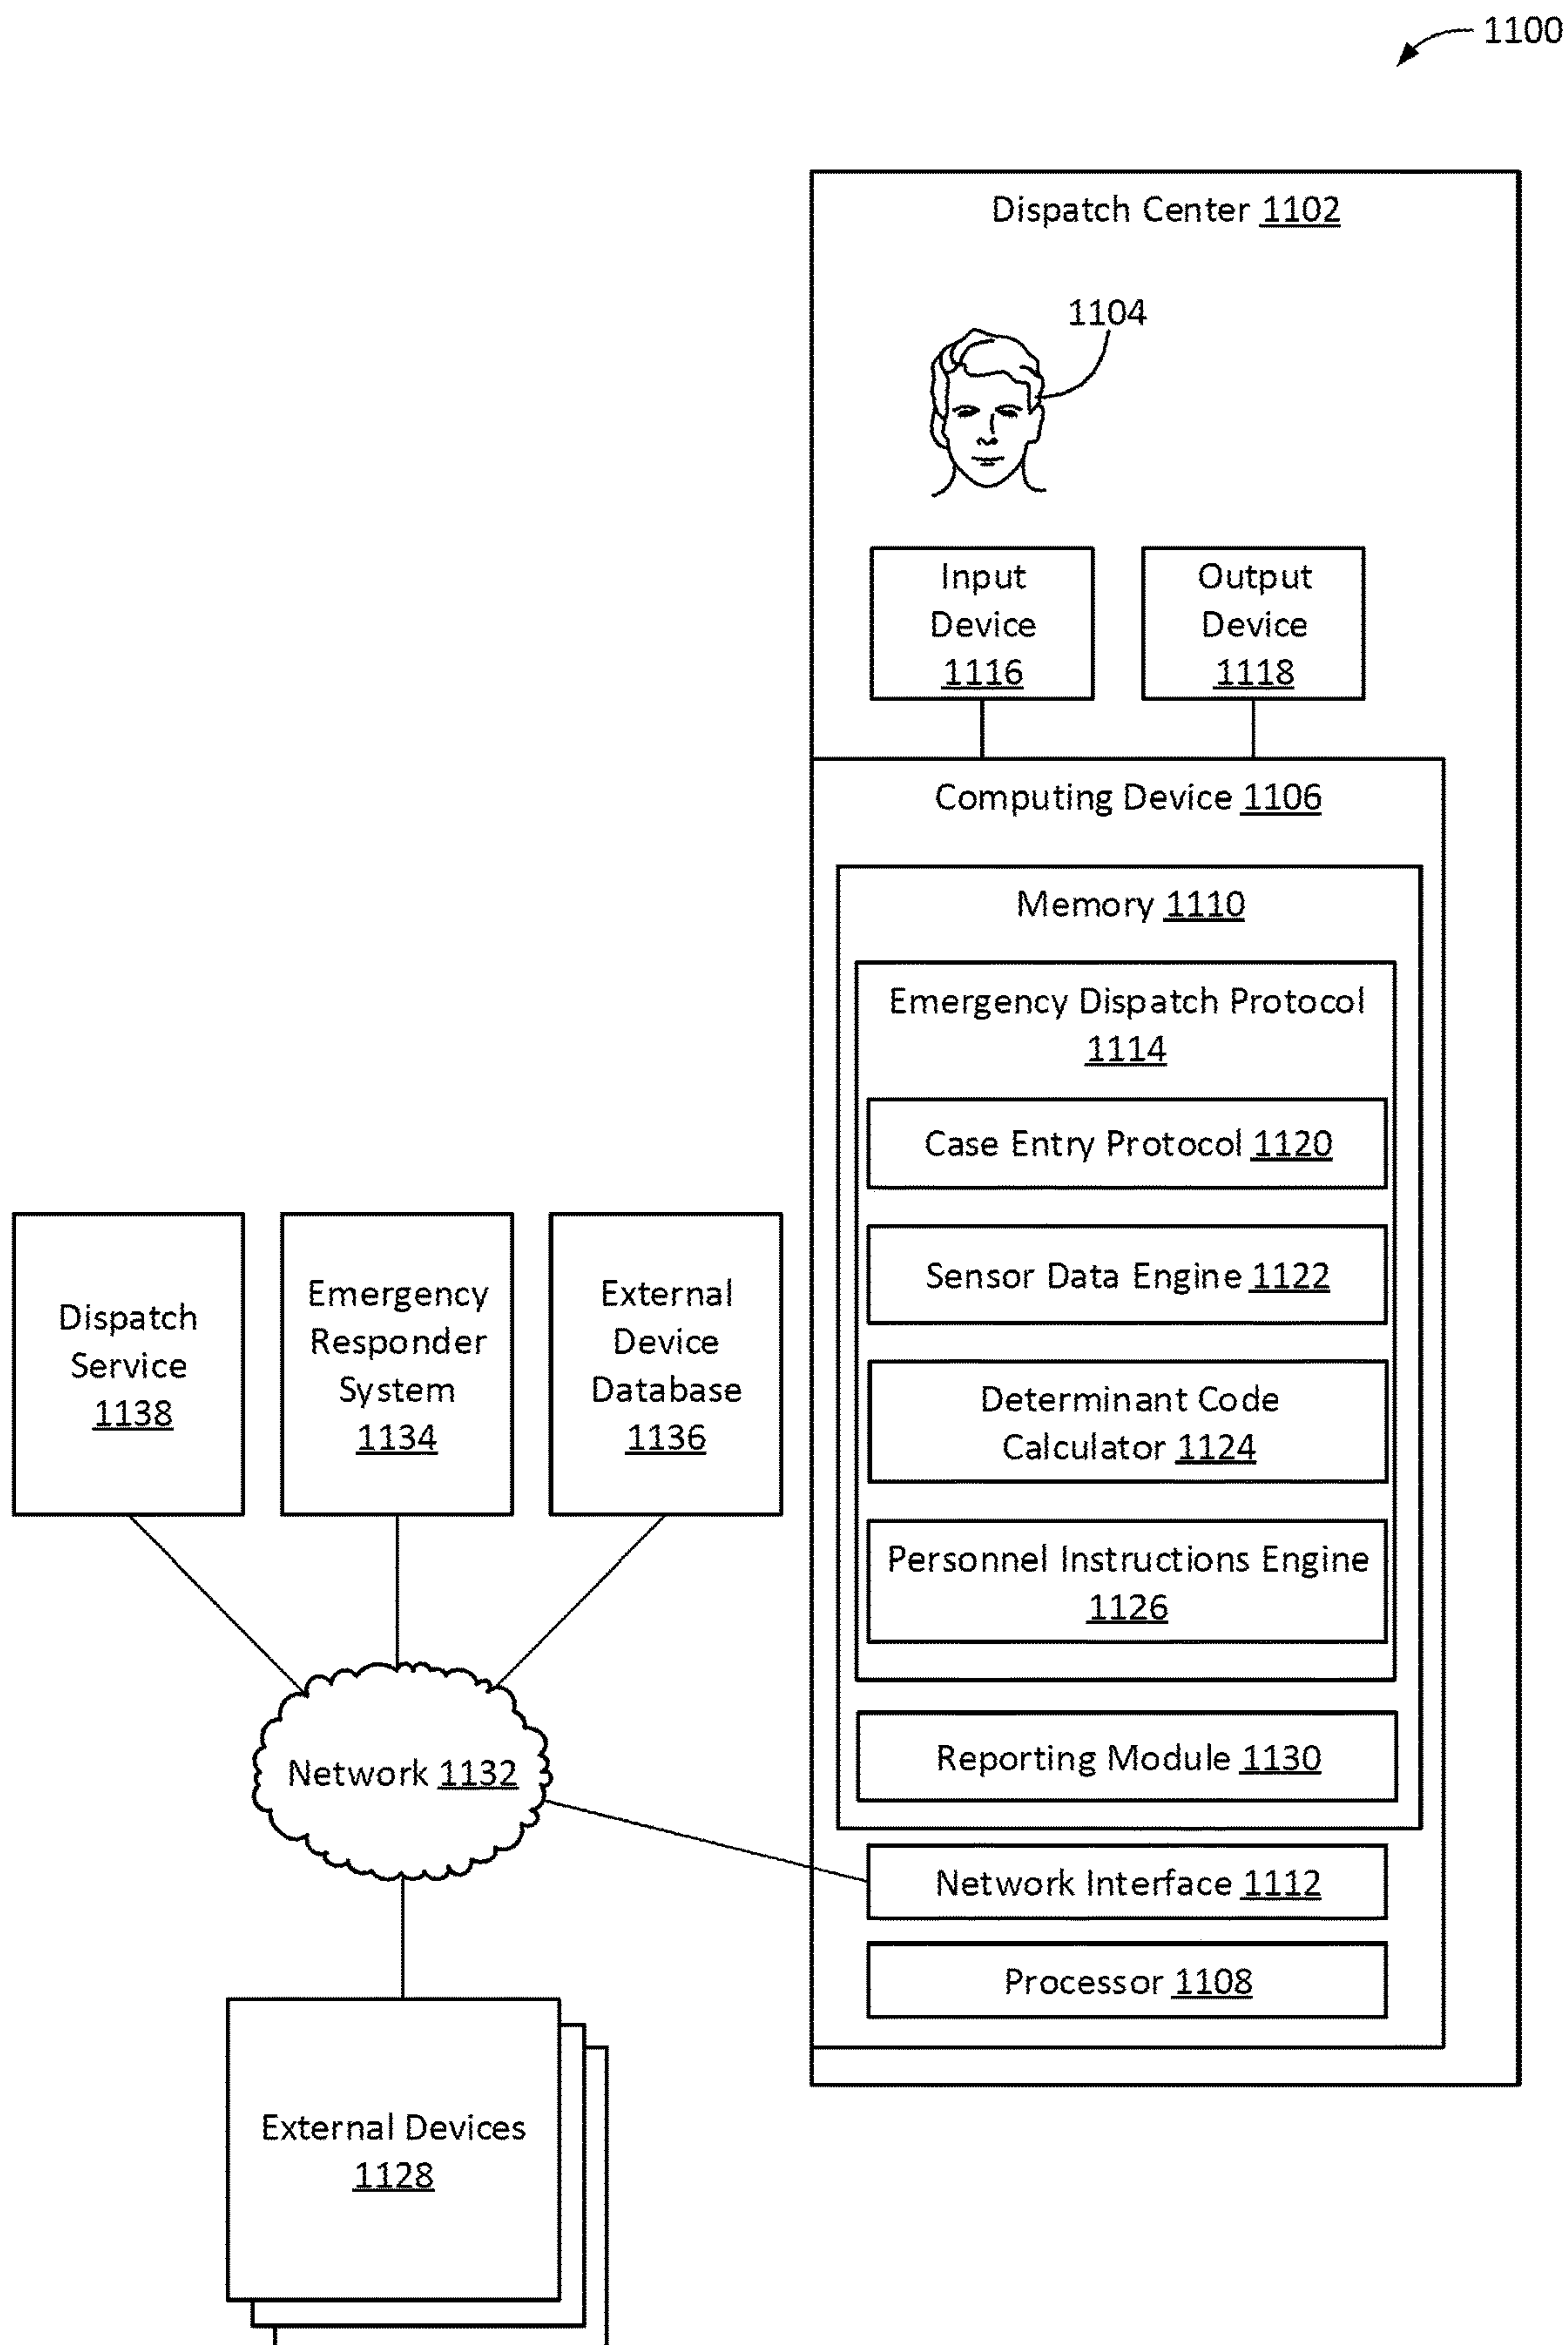 1100
Dispatch Center 1102
1104
Input
Device
1116
Output
Device
1118
Computing Device 1106
Memory 1110
Emergency Dispatch Protocol
1114
Case Entry Protocol 1120
Sensor Data Engine 1122
Determinant Code
Calculator 1124
Personnel Instructions Engine
1126
Reporting Module 1130
Network Interface 1112
Processor 1108
Dispatch
Service
1138
Emergency
Responder
System
1134
External
Device
Database
1136
Network 1132
External Devices
1128